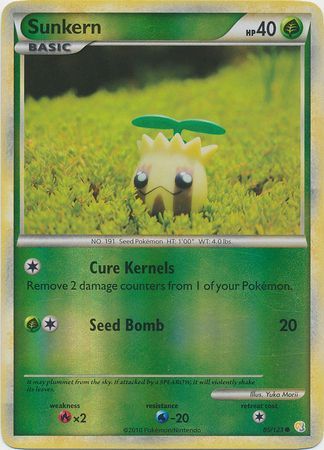 Sunkern HP40
BASIC
NO. 191 Seed Pokémon HT: 1'00" WT: 4.0 lbs.
Cure Kernels
Remove 2 damage counters from 1 of your Pokémon.
Seed Bomb 20
Illus. Yuka Morii
It may plummet from the sky. If attacked by a SPEAROW, it will violently shake
its leaves.
weakness resistance retreat cost
×2 -20
©2010 Pokémon/Nintendo 85/123